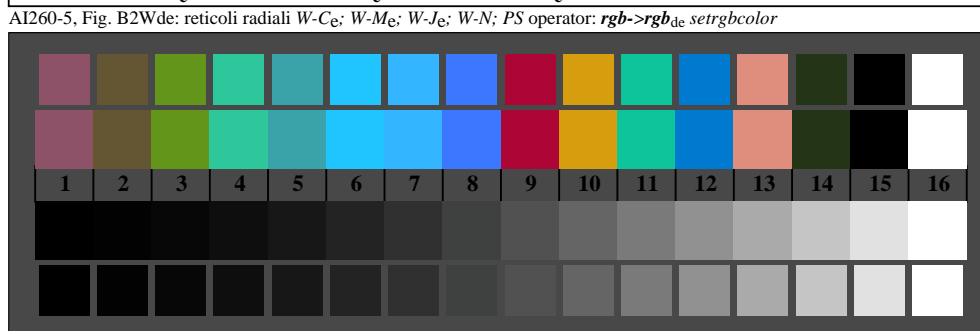 AI260-5, Fig. B2Wde: reticoli radiali W-Ce; W-Me; W-Je; W-N; PS operator: rgb->rgbde setrgbcolor
1 2 3 4 5 6 7 8 9 10 11 12 13 14 15 16